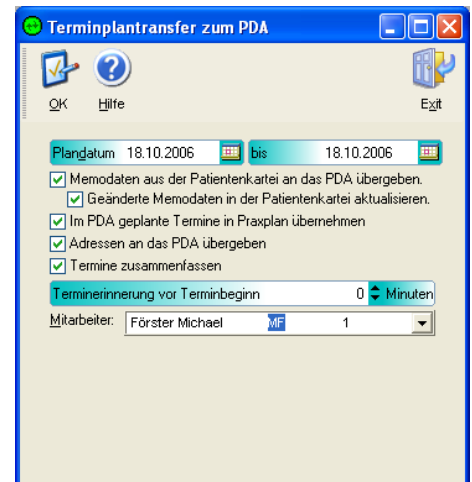 Terminplantransfer zum PDA
OK Hilfe Exit
Plandatum 18.10.2006 bis 18.10.2006
Memodaten aus der Patientenkartei an das PDA übergeben.
Geänderte Memodaten in der Patientenkartei aktualisieren.
Im PDA geplante Termine in Praxplan übernehmen
Adressen an das PDA übergeben
Termine zusammenfassen
Terminerinnerung vor Terminbeginn 0 Minuten
Mitarbeiter: Förster Michael MF 1